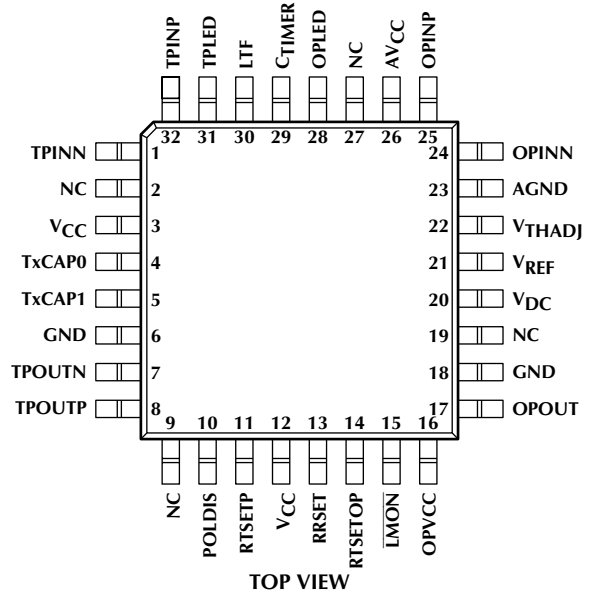 TPINP TPLED LTF CTIMER OPLED NC AVCC OPINP
32 31 30 29 28 27 26 25
TPINN 1 24 OPINN
NC 2 23 AGND
VCC 3 22 VTHADJ
TxCAP0 4 21 VREF
TxCAP1 5 20 VDC
GND 6 19 NC
TPOUTN 7 18 GND
TPOUTP 8 17 OPOUT
9 10 11 12 13 14 15 16
NC POLDIS RTSETP VCC RRSET RTSETOP LMON OPVCC
TOP VIEW